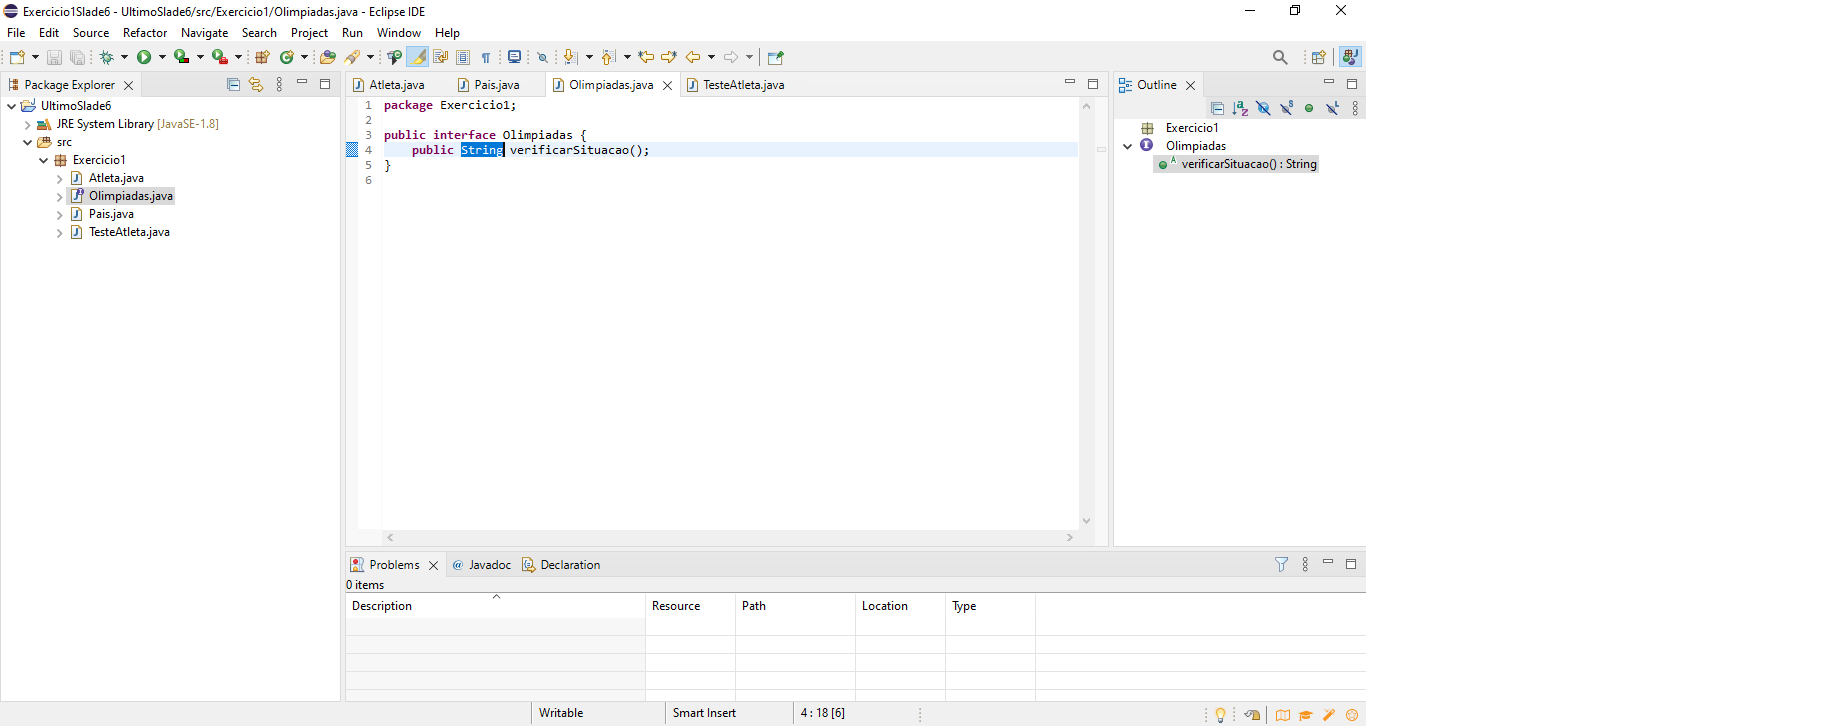 Exercicio1Slade6 - UltimoSlade6/src/Exercicio1/Olimpiadas.java - Eclipse IDE
File Edit Source Refactor Navigate Search Project Run Window Help
Package Explorer
UltimoSlade6
JRE System Library [JavaSE-1.8]
src
Exercicio1
Atleta.java
Olimpiadas.java
Pais.java
TesteAtleta.java
Atleta.java Pais.java Olimpiadas.java TesteAtleta.java
1 package Exercicio1;
2
3 public interface Olimpiadas {
4 public String verificarSituacao();
5 }
6
Outline
Exercicio1
Olimpiadas
verificarSituacao() : String
Problems @ Javadoc Declaration
0 items
Description Resource Path Location Type
Writable Smart Insert 4 : 18 [6]